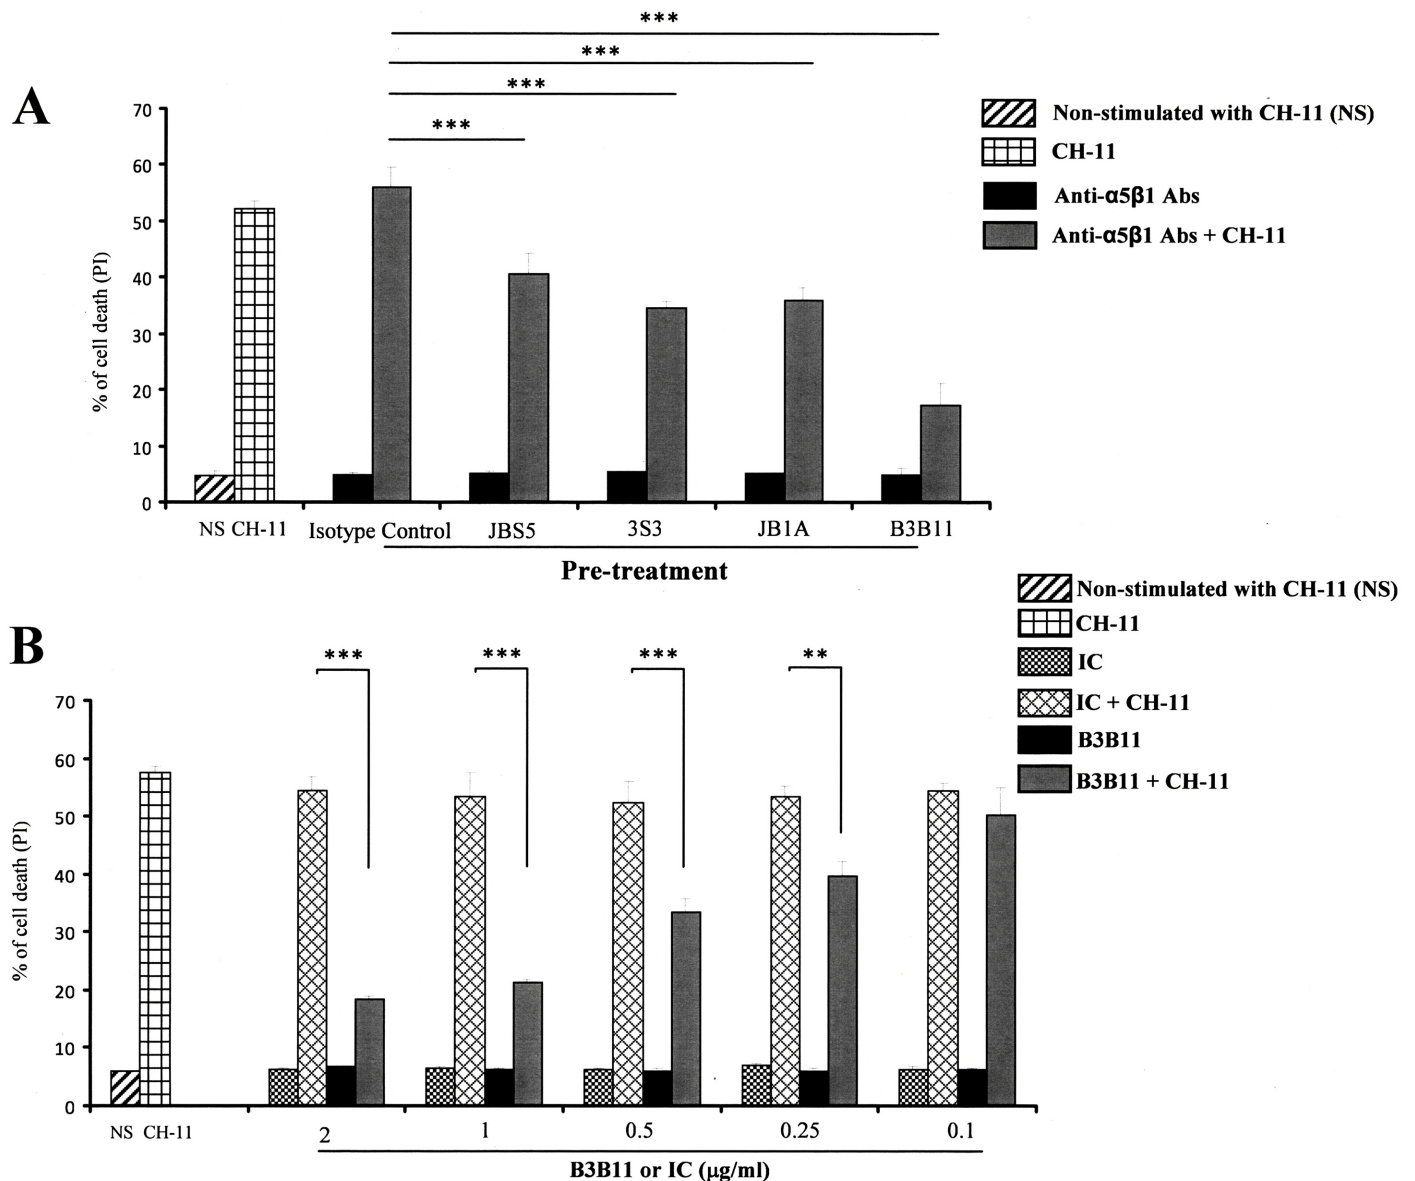 ***
***
***
***
A
70
60
50
40
30
20
10
0
% of cell death (PI)
Non-stimulated with CH-11 (NS)
CH-11
Anti-α5β1 Abs
Anti-α5β1 Abs + CH-11
NS CH-11 Isotype Control JBS5 3S3 JB1A B3B11
Pre-treatment
B
*** *** *** **
70
60
50
40
30
20
10
0
% of cell death (PI)
Non-stimulated with CH-11 (NS)
CH-11
IC
IC + CH-11
B3B11
B3B11 + CH-11
NS CH-11 2 1 0.5 0.25 0.1
B3B11 or IC (μg/ml)